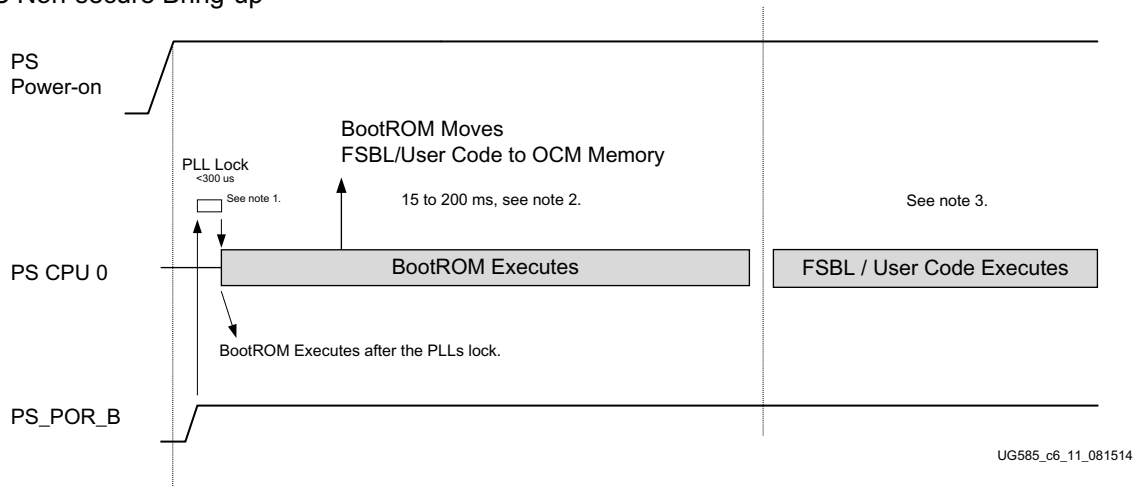 Non-secure Bring-up
PS
Power-on
BootROM Moves
FSBL/User Code to OCM Memory
PLL Lock
<300 us
See note 1.
15 to 200 ms, see note 2.
See note 3.
PS CPU 0
BootROM Executes
FSBL / User Code Executes
BootROM Executes after the PLLs lock.
PS_POR_B
UG585_c6_11_081514